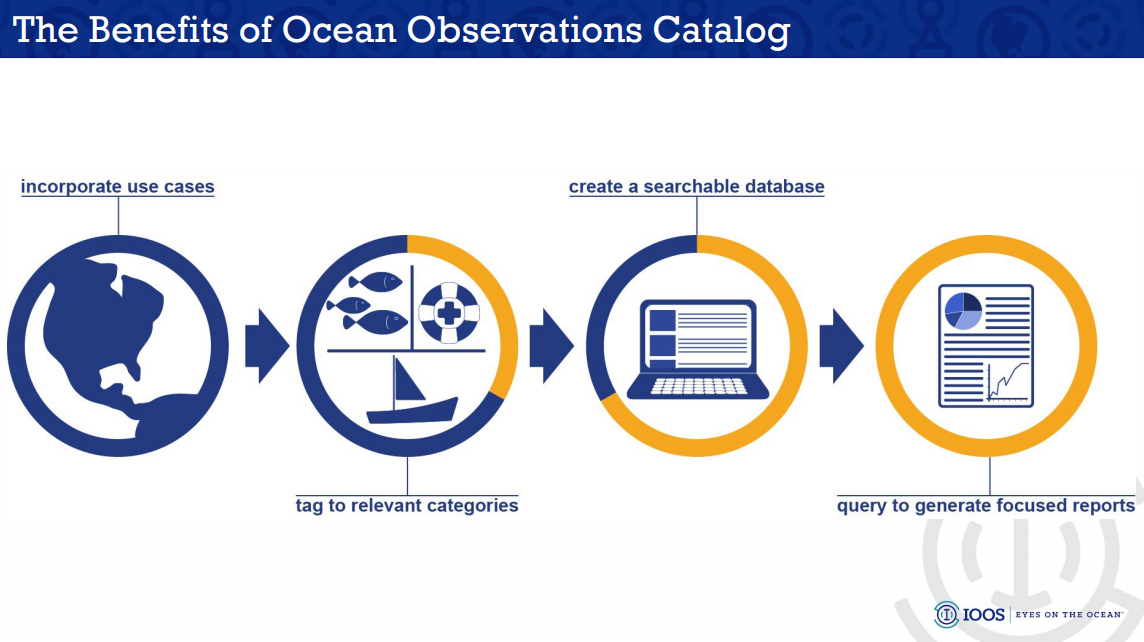 The Benefits of Ocean Observations Catalog
incorporate use cases
create a searchable database
tag to relevant categories
query to generate focused reports
IOOS EYES ON THE OCEAN™